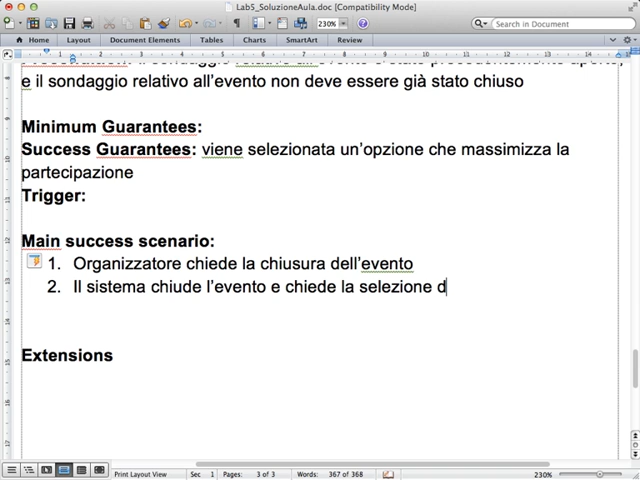 Lab5_SoluzioneAula.doc [Compatibility Mode]
230%
Search in Document
Home Layout Document Elements Tables Charts SmartArt Review
e il sondaggio relativo all'evento non deve essere già stato chiuso
Minimum Guarantees:
Success Guarantees: viene selezionata un'opzione che massimizza la
partecipazione
Trigger:
Main success scenario:
1. Organizzatore chiede la chiusura dell'evento
2. Il sistema chiude l'evento e chiede la selezione d
Extensions
Print Layout View Sec 1 Pages: 3 of 3 Words: 367 of 368 230%